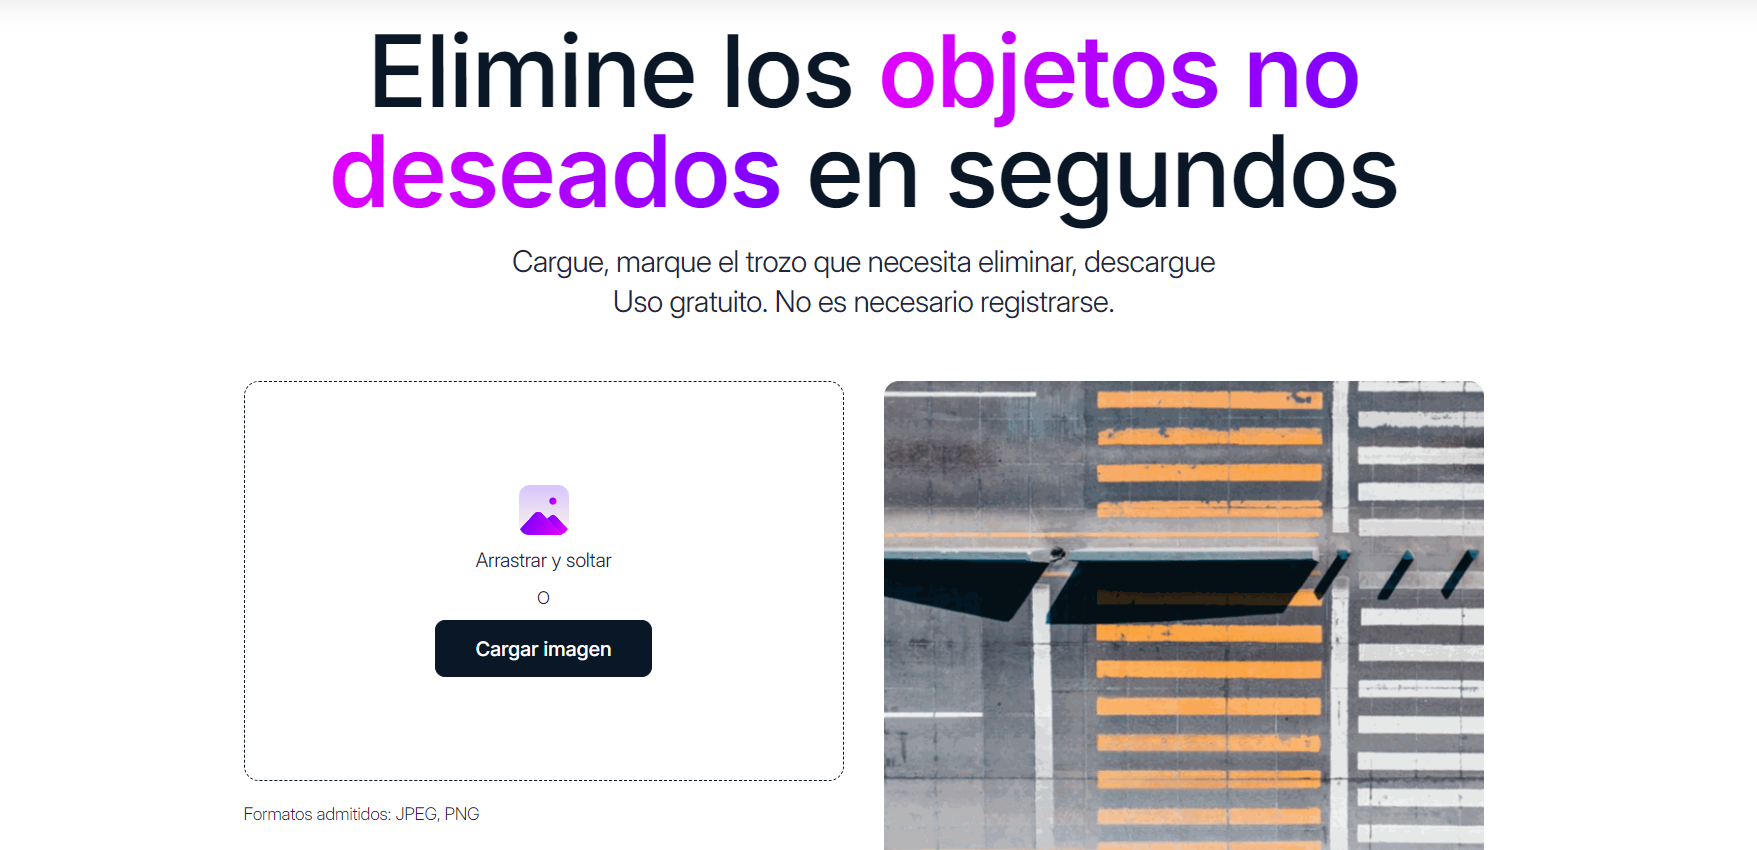 Elimine los objetos no
deseados en segundos
Cargue, marque el trozo que necesita eliminar, descargue
Uso gratuito. No es necesario registrarse.
Arrastrar y soltar
O
Cargar imagen
Formatos admitidos: JPEG, PNG